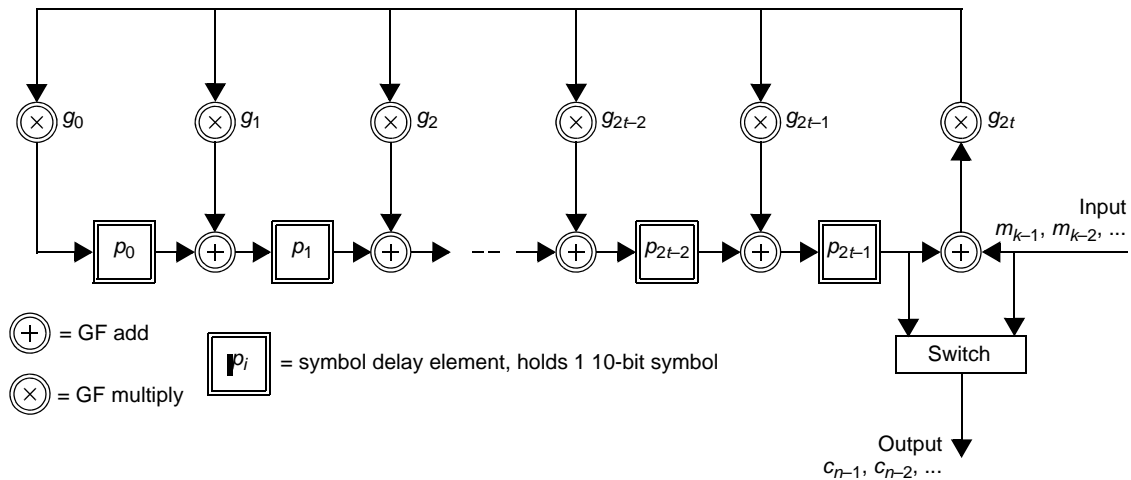 g0 g1 g2 g2t–2 g2t–1 g2t
Input
mk–1, mk–2, ...
p0 p1 p2t–2 p2t–1
= GF add
pi = symbol delay element, holds 1 10-bit symbol
Switch
= GF multiply
Output
cn–1, cn–2, ...